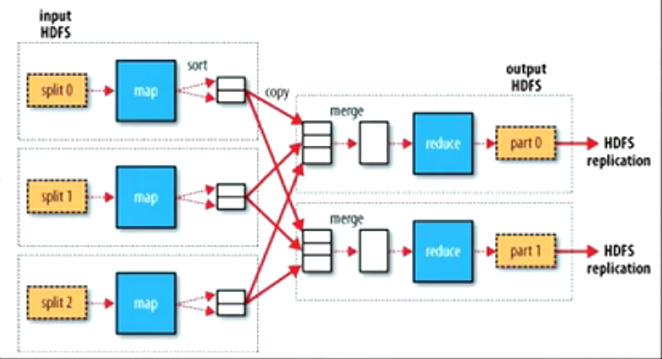 input
HDFS
sort
split 0
map
copy
output
HDFS
merge
reduce
part 0
HDFS
replication
split 1
map
merge
reduce
part 1
HDFS
replication
split 2
map